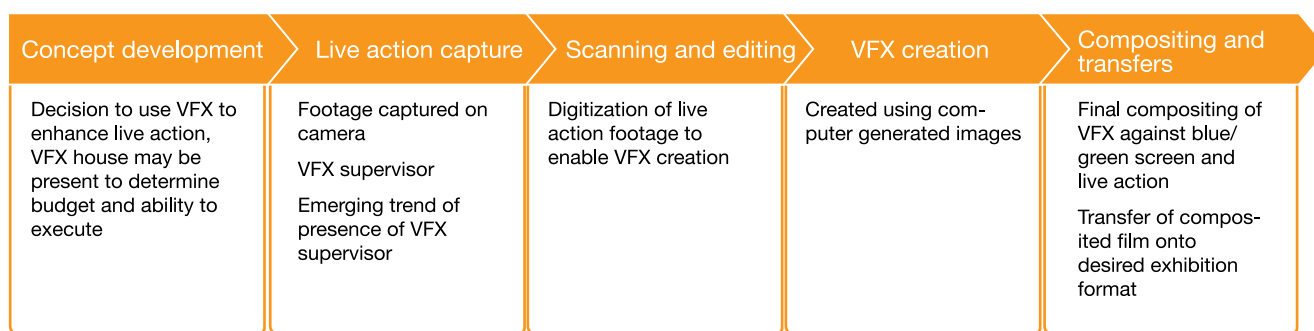 Concept development
Live action capture
Scanning and editing
VFX creation
Compositing and
transfers
Decision to use VFX to
enhance live action,
VFX house may be
present to determine
budget and ability to
execute
Footage captured on
camera
VFX supervisor
Emerging trend of
presence of VFX
supervisor
Digitization of live
action footage to
enable VFX creation
Created using com-
puter generated images
Final compositing of
VFX against blue/
green screen and
live action
Transfer of compos-
ited film onto
desired exhibition
format